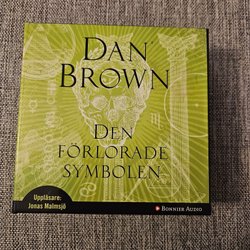 DAN
BROWN
DEN
FÖRLORADE
SYMBOLEN
Uppläsare:
Jonas Malmsjö
BONNIER AUDIO